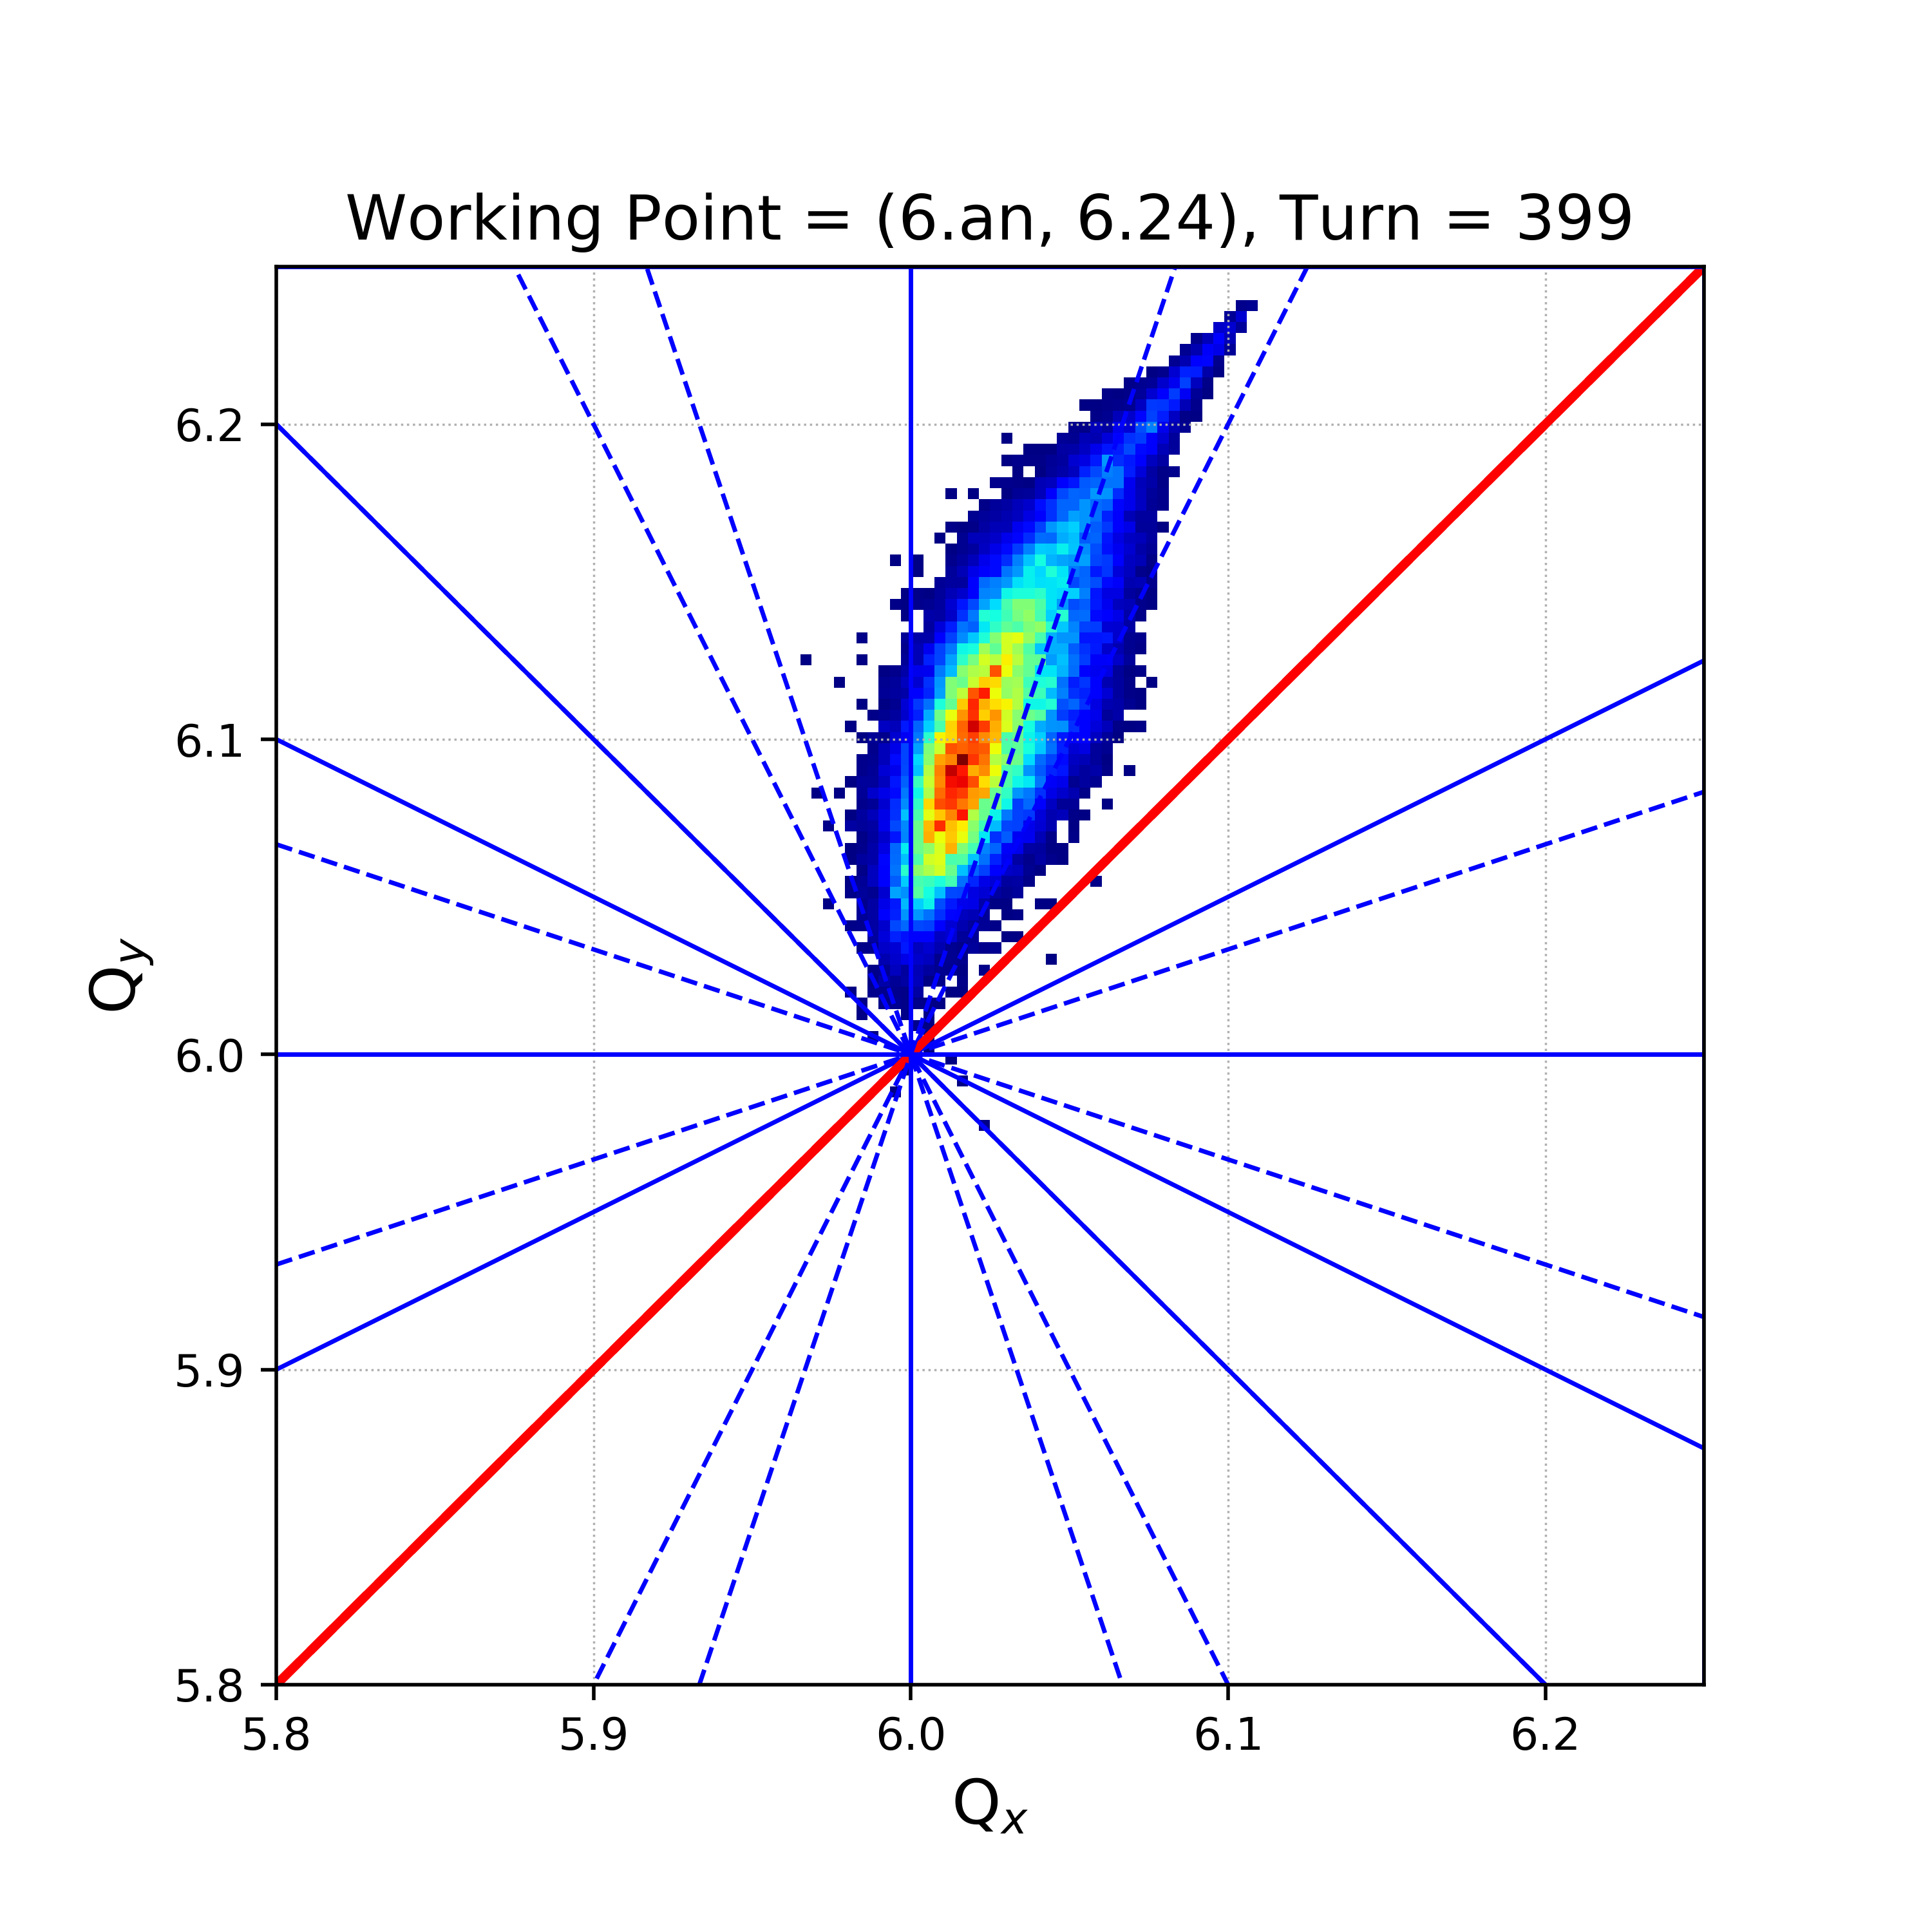 Working Point = (6.an, 6.24), Turn = 399
6.2
6.1
6.0
5.9
5.8
Qy
5.8 5.9 6.0 6.1 6.2
Qx